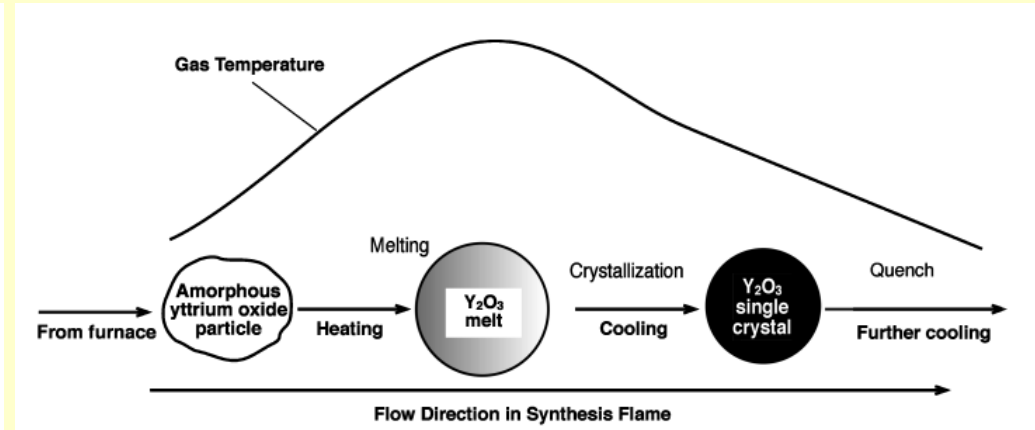 Gas Temperature
Melting
Amorphous
yttrium oxide
particle
Y₂O₃
melt
Crystallization
Y₂O₃
single
crystal
Quench
From furnace
Heating
Cooling
Further cooling
Flow Direction in Synthesis Flame